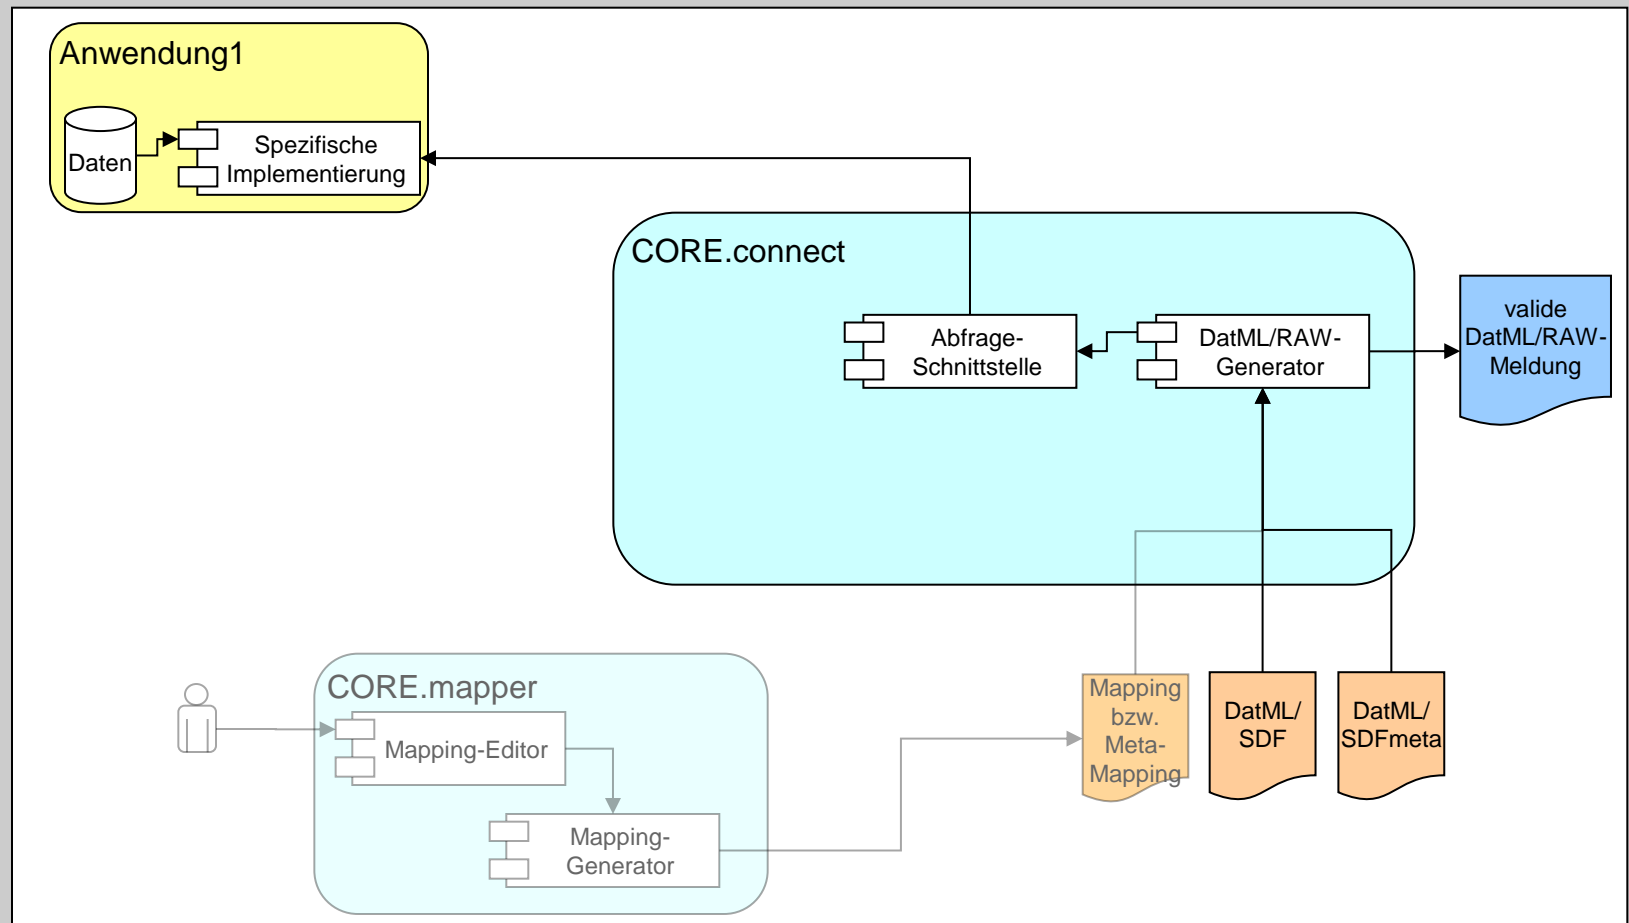 Anwendung1
Daten
Spezifische
Implementierung
CORE.connect
Abfrage-
Schnittstelle
DatML/RAW-
Generator
valide
DatML/RAW-
Meldung
CORE.mapper
Mapping-Editor
Mapping-
Generator
Mapping
bzw.
Meta-
Mapping
DatML/
SDF
DatML/
SDFmeta